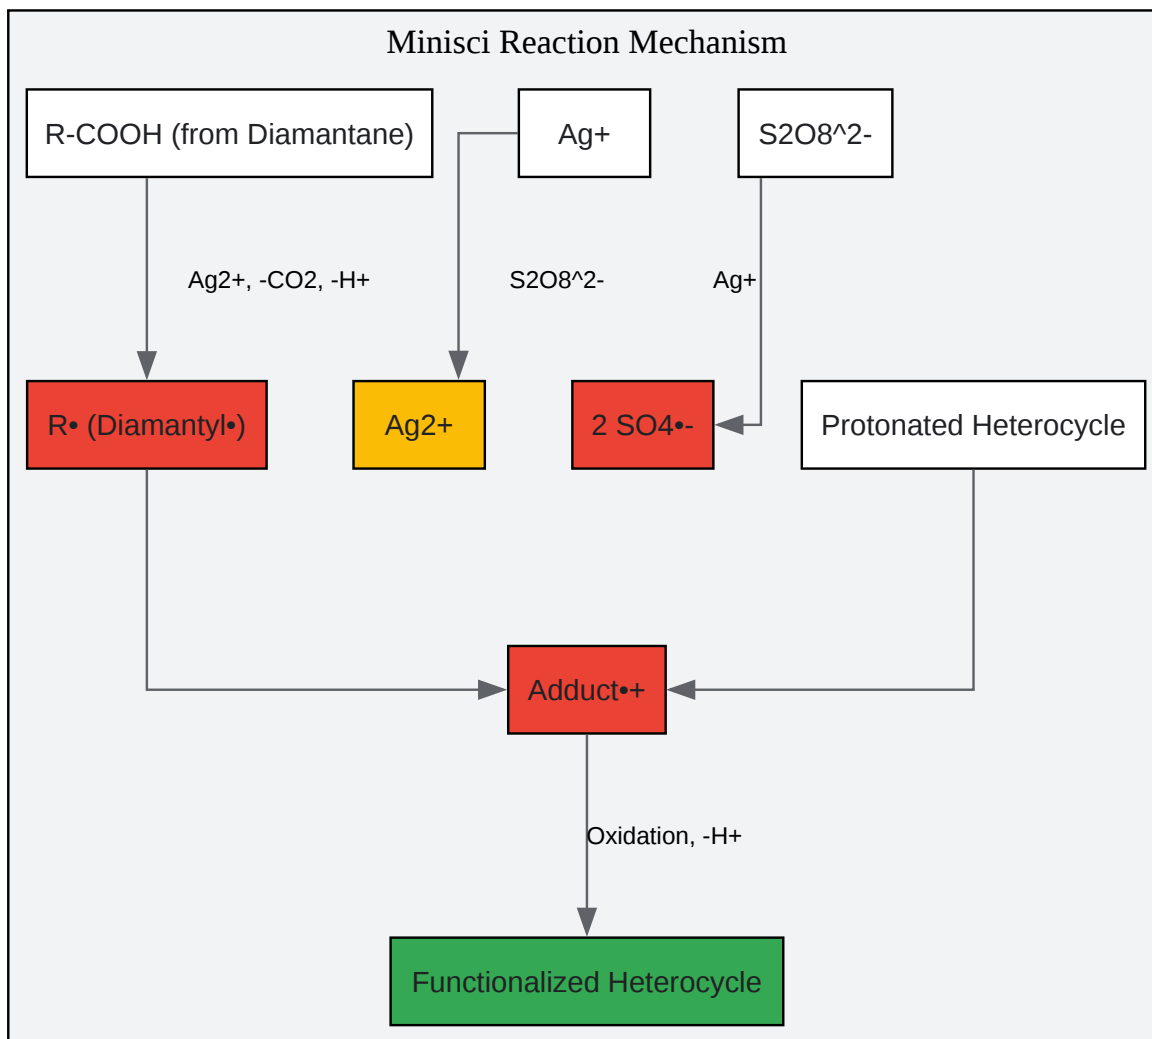 Minisci Reaction Mechanism
R-COOH (from Diamantane)
Ag+
S2O8^2-
Ag2+, -CO2, -H+
S2O8^2-
Ag+
R• (Diamantyl•)
Ag2+
2 SO4•-
Protonated Heterocycle
Adduct•+
Oxidation, -H+
Functionalized Heterocycle